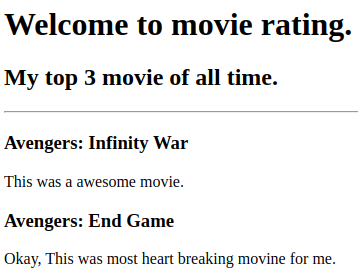 Welcome to movie rating.
My top 3 movie of all time.
Avengers: Infinity War
This was a awesome movie.
Avengers: End Game
Okay, This was most heart breaking movine for me.